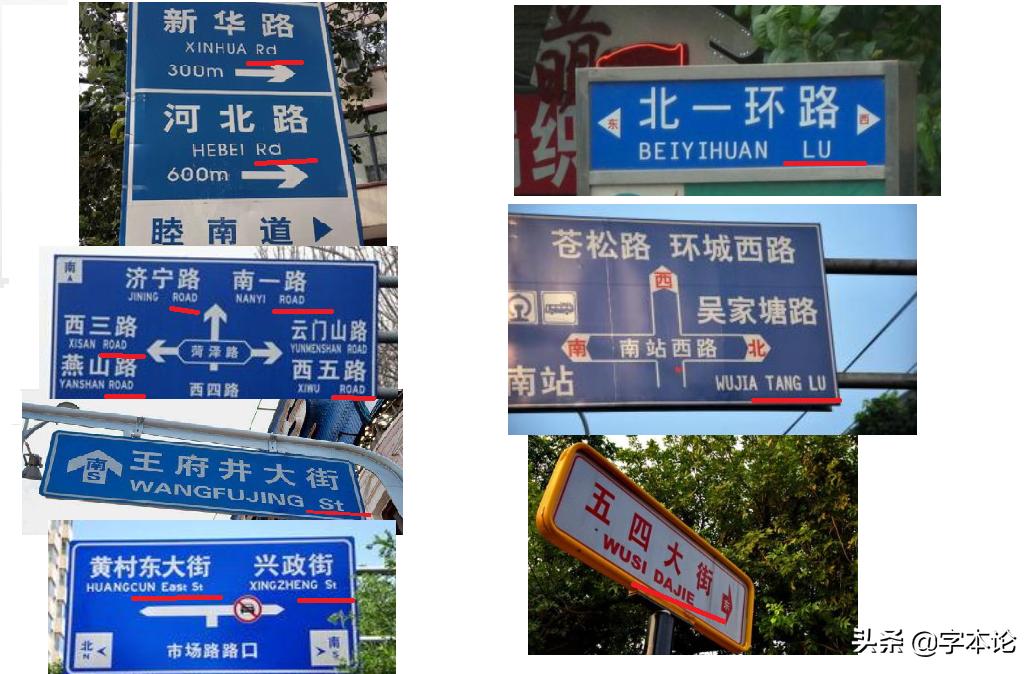 新华路
XINHUA Rd
300m
河北路
HEBEI Rd
600m
睦南道
南
济宁路 南一路
JINING ROAD NANYI ROAD
西三路 云门山路
XISAN ROAD YUNMENSHAN ROAD
菏泽路
燕山路 西五路
YANSHAN ROAD XIWU ROAD
西四路
南
S
王府井大街
WANGFUJING St
黄村东大街 兴政街
HUANGCUN East St XINGZHENG St
北
N
市场路路口
南
S
萌
织
东 北一环路 西
BEIYIHUAN LU
苍松路 环城西路
西
吴家塘路
南 南站西路 北
南站
WUJIA TANG LU
五四大街
WUSI DAJIE
东
头条 @字本论